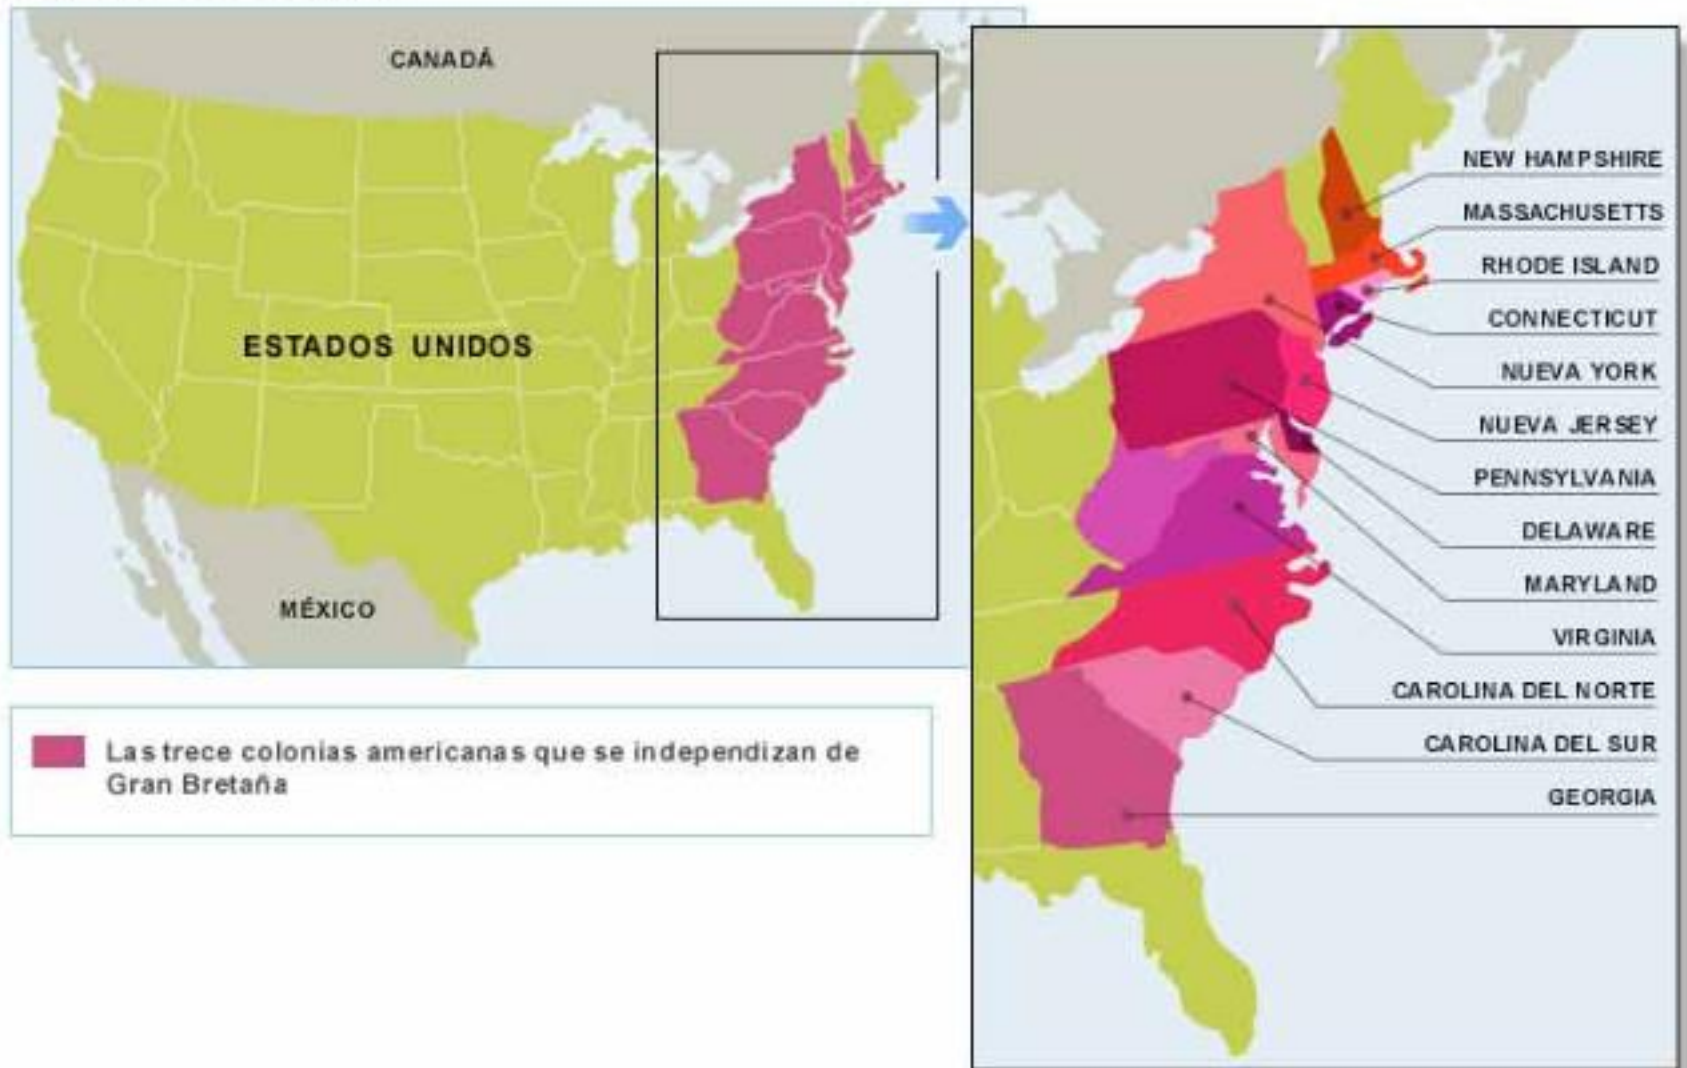 CANADÁ
ESTADOS UNIDOS
MÉXICO
Las trece colonias americanas que se independizan de
Gran Bretaña
NEW HAMPSHIRE
MASSACHUSETTS
RHODE ISLAND
CONNECTICUT
NUEVA YORK
NUEVA JERSEY
PENNSYLVANIA
DELAWARE
MARYLAND
VIRGINIA
CAROLINA DEL NORTE
CAROLINA DEL SUR
GEORGIA